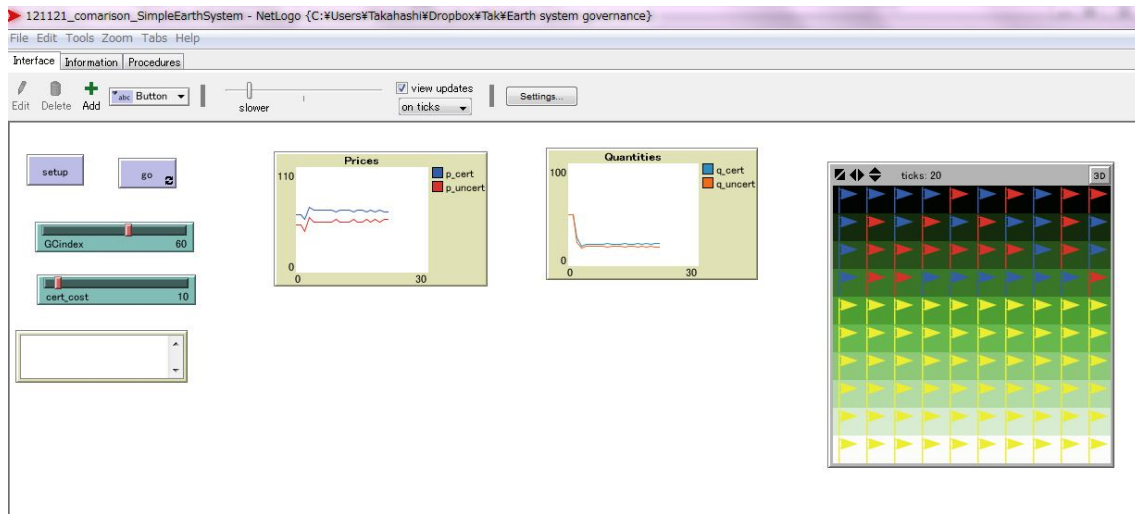 121121_comarison_SimpleEarthSystem - NetLogo {C:¥Users¥Takahashi¥Dropbox¥Tak¥Earth system governance}
File Edit Tools Zoom Tabs Help
Interface Information Procedures
Edit Delete Add abc Button slower view updates on ticks Settings...
setup go
GCindex 60
cert_cost 10
Prices
110
0
0 30
p_cert
p_uncert
Quantities
100
0
0 30
q_cert
q_uncert
ticks: 20 3D